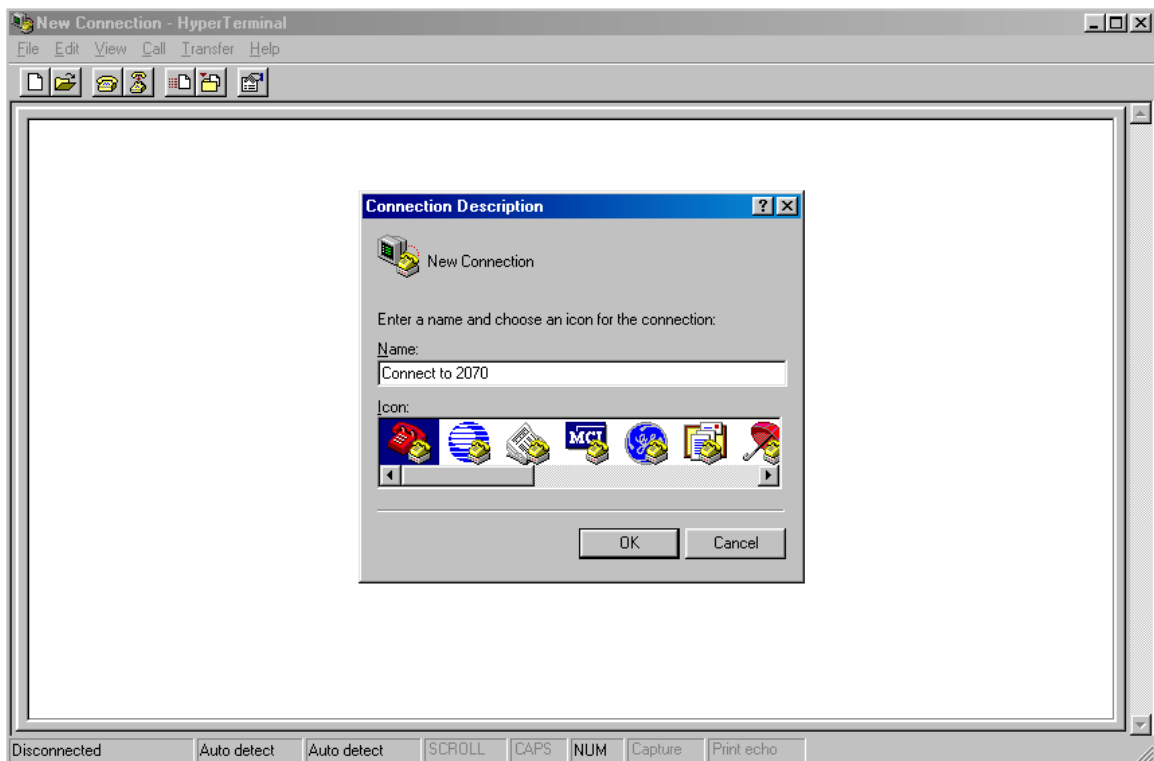 New Connection - HyperTerminal
File Edit View Call Transfer Help
Connection Description
New Connection
Enter a name and choose an icon for the connection:
Name:
Connect to 2070
Icon:
MCI
OK Cancel
Disconnected Auto detect Auto detect SCROLL CAPS NUM Capture Print echo